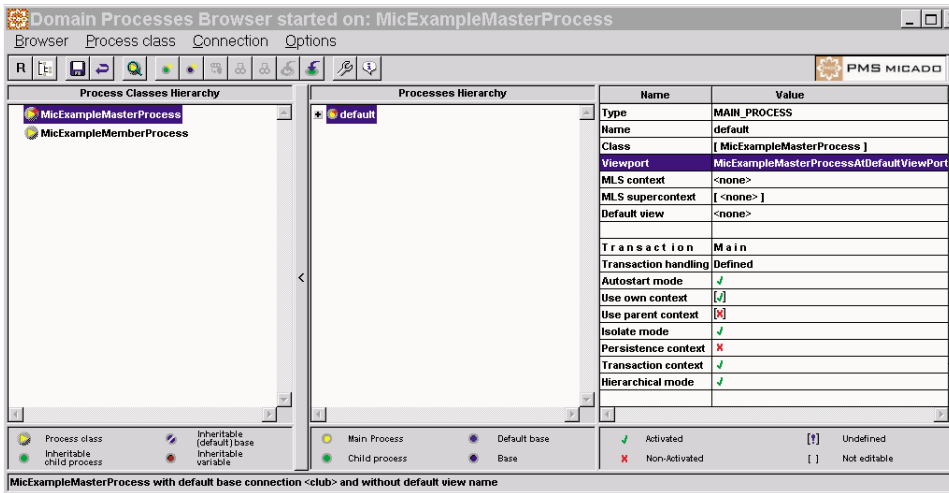 Domain Processes Browser started on: MicExampleMasterProcess
Browser Process class Connection Options
R PMS MICADO
Process Classes Hierarchy
MicExampleMasterProcess
MicExampleMemberProcess
Processes Hierarchy
default
Name Value
Type MAIN_PROCESS
Name default
Class [ MicExampleMasterProcess ]
Viewport MicExampleMasterProcessAtDefaultViewPort
MLS context <none>
MLS supercontext [ <none> ]
Default view <none>
Transaction Main
Transaction handling Defined
Autostart mode
Use own context [ ]
Use parent context [ ]
Isolate mode
Persistence context
Transaction context
Hierarchical mode
<
Process class
Inheritable (default) base
Inheritable child process
Inheritable variable
Main Process
Default base
Child process
Base
Activated
[!] Undefined
Non-Activated
[ ] Not editable
MicExampleMasterProcess with default base connection <club> and without default view name